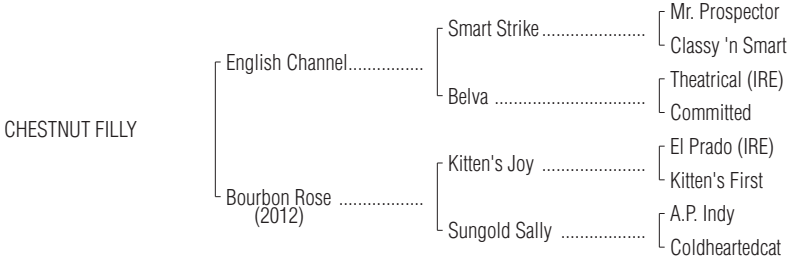 Mr. Prospector
Smart Strike......................
Classy 'n Smart
English Channel................
Theatrical (IRE)
Belva ................................
Committed
CHESTNUT FILLY
El Prado (IRE)
Kitten's Joy ......................
Kitten's First
Bourbon Rose ..................
(2012)
A.P. Indy
Sungold Sally ..................
Coldheartedcat